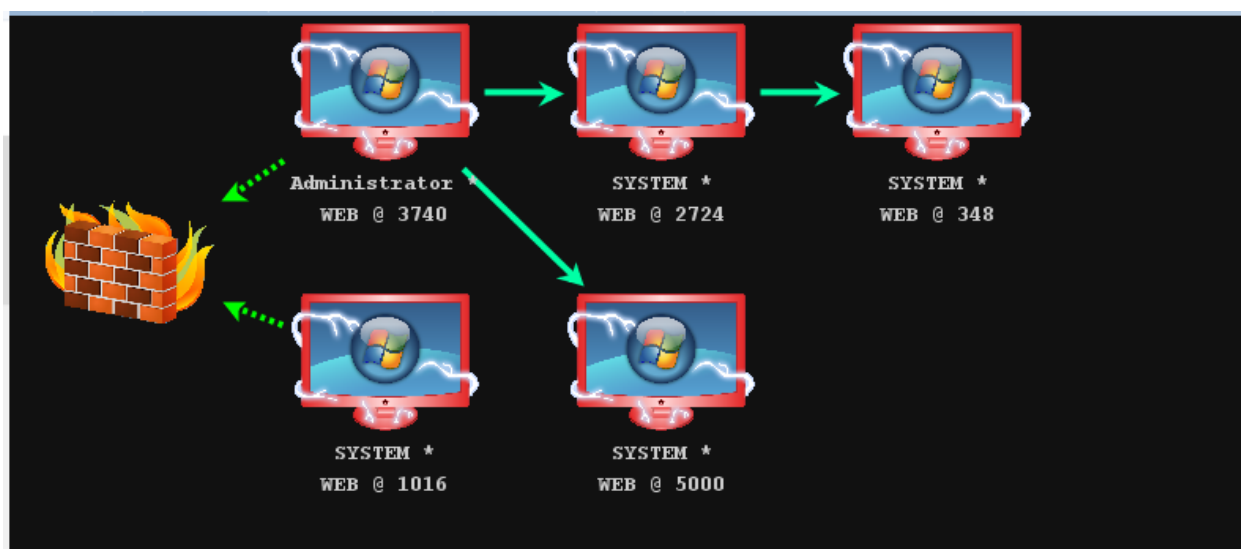 Administrator *
WEB @ 3740
SYSTEM *
WEB @ 2724
SYSTEM *
WEB @ 348
SYSTEM *
WEB @ 1016
SYSTEM *
WEB @ 5000